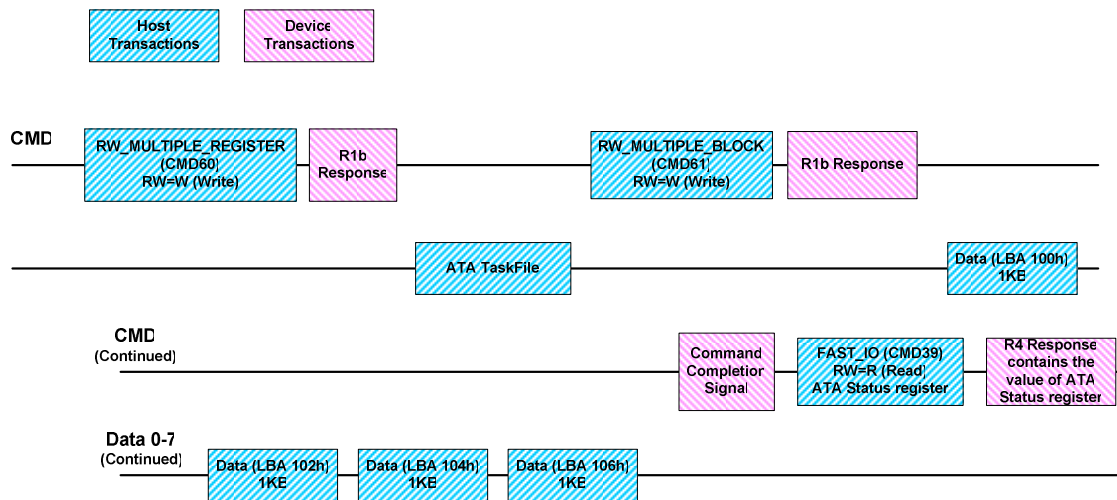 Host
Transactions
Device
Transactions
CMD
RW_MULTIPLE_REGISTER
(CMD60)
RW=W (Write)
R1b
Response
RW_MULTIPLE_BLOCK
(CMD61)
RW=W (Write)
R1b Response
ATA TaskFile
Data (LBA 100h)
1KB
CMD
(Continued)
Command
Completion
Signal
FAST_IO (CMD39)
RW=R (Read)
ATA Status register
R4 Response
contains the
value of ATA
Status register
Data 0-7
(Continued)
Data (LBA 102h)
1KB
Data (LBA 104h)
1KB
Data (LBA 106h)
1KB